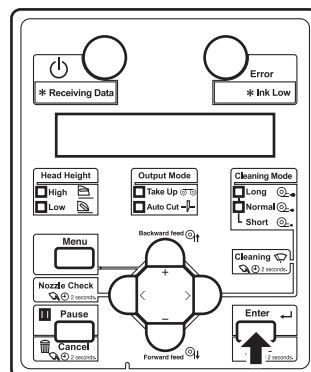 Error
* Receiving Data
* Ink Low
Head Height
High
Low
Output Mode
Take Up
Auto Cut
Cleaning Mode
Long
Normal
Short
Menu
Backward feed
+
Cleaning
2 seconds.
Nozzle Check
2 seconds.
< >
Pause
Cancel
2 seconds.
−
Forward feed
Enter
2 seconds.